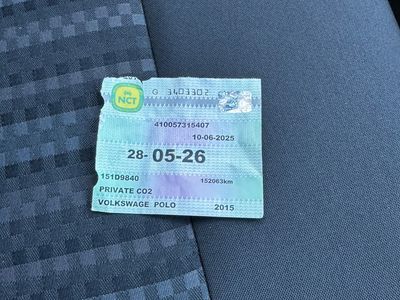 G 3403302
NCT
410057315407
10-06-2025
28-05-26
151D9840
152063km
PRIVATE CO2
VOLKSWAGE POLO 2015